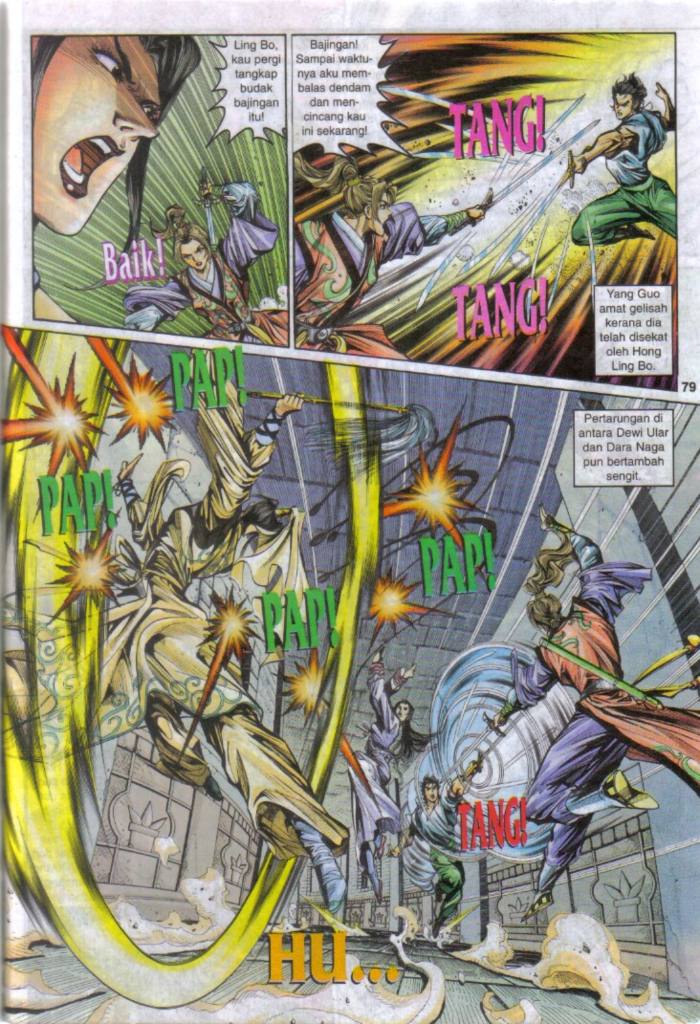 Ling Bo,
kau pergi
tangkap
budak
bajingan
itu!
Baik!
Bajingan!
Sampai waktu-
nya aku mem-
balas dendam
dan men-
cincang kau
ini sekarang!
TANG!
TANG!
Yang Guo
amat gelisah
kerana dia
telah disekat
oleh Hong
Ling Bo.
79
Pertarungan di
antara Dewi Ular
dan Dara Naga
pun bertambah
sengit.
PAP!
PAP!
PAP!
PAP!
TANG!
HU...